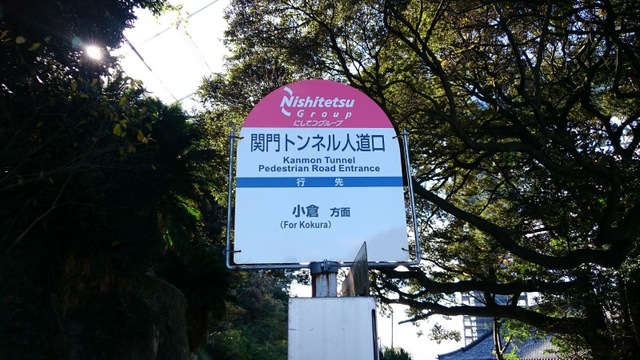 Nishitetsu
Group
にしてつグループ
関門トンネル人道口
Kanmon Tunnel
Pedestrian Road Entrance
行 先
小倉 方面
(For Kokura)